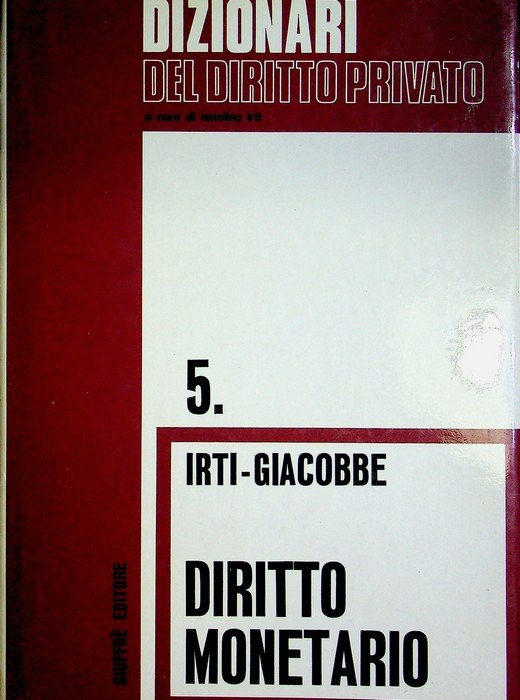 DIZIONARI
DEL DIRITTO PRIVATO
a cura di natalino irti
5.
IRTI-GIACOBBE
DIRITTO
MONETARIO
GIUFFRÈ EDITORE